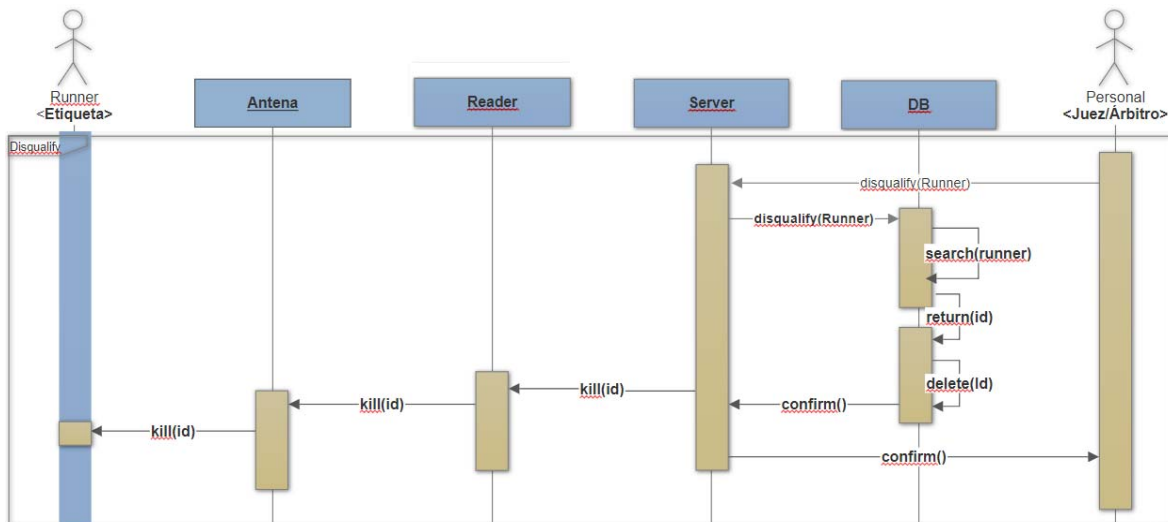 Runner
<Etiqueta>
Antena
Reader
Server
DB
Personal
<Juez/Árbitro>
Disqualify
disqualify(Runner)
disqualify(Runner)
search(runner)
return(id)
delete(Id)
kill(id)
confirm()
kill(id)
kill(id)
confirm()